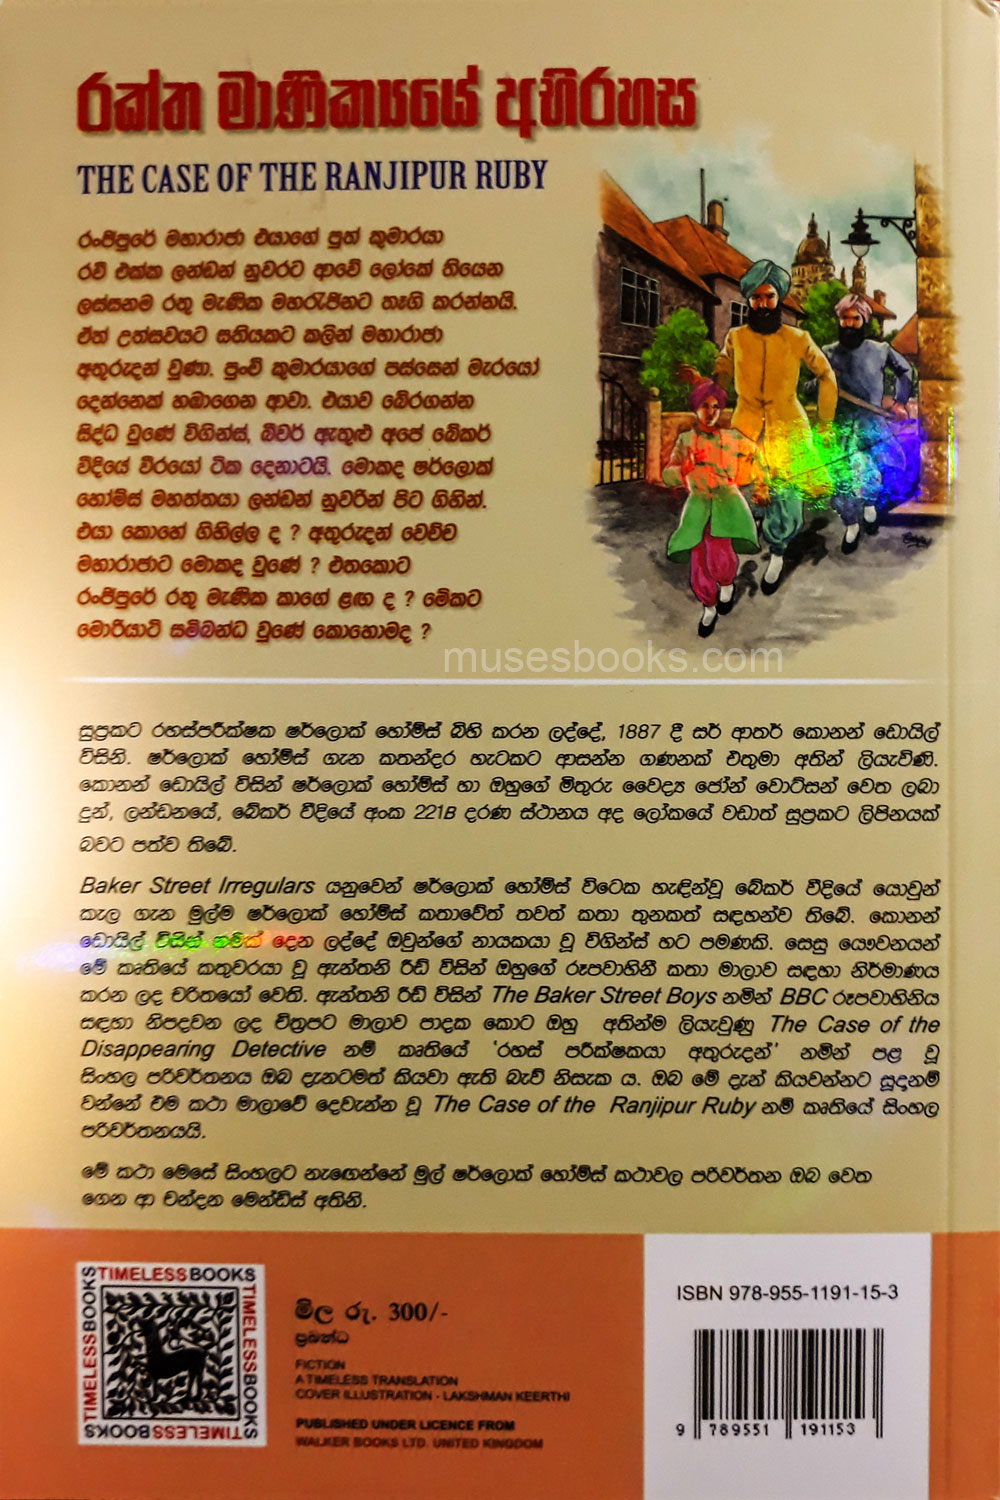 රක්ත මාණික්‍යයේ අභිරහස
THE CASE OF THE RANJIPUR RUBY
රංජිපුරේ මහාරාජා එයාගේ පුත් කුමාරයා
රවි එක්ක ලන්ඩන් නුවරට ආවේ ලෝකේ තියෙන
ලස්සනම රතු මැණික මහරැජිනට තෑගි කරන්නයි.
ඒත් උත්සවයට සතියකට කලින් මහාරාජා
අතුරුදන් වුණා. පුංචි කුමාරයාගේ පස්සෙන් මැරයෝ
දෙන්නෙක් හඹාගෙන ආවා. එයාව බේරගන්න
සිද්ධ වුණේ විගින්ස්, බීවර් ඇතුළු අපේ බේකර්
වීදියේ වීරයෝ ටික දෙනාටයි. මොකද ෂර්ලොක්
හෝම්ස් මහත්තයා ලන්ඩන් නුවරින් පිට ගිහින්.
එයා කොහේ ගිහිල්ල ද ? අතුරුදන් වෙච්ච
මහාරාජාට මොකද වුණේ ? එතකොට
රංජිපුරේ රතු මැණික කාගේ ළඟ ද ? මේකට
මොරියාටි සම්බන්ධ වුණේ කොහොමද ?
musesbooks.com
සුප්‍රකට රහස්පරීක්ෂක ෂර්ලොක් හෝම්ස් බිහි කරන ලද්දේ, 1887 දී සර් ආතර් කොනන් ඩොයිල්
විසිනි. ෂර්ලොක් හෝම්ස් ගැන කතන්දර හැටකට ආසන්න ගණනක් එතුමා අතින් ලියැවිණි.
කොනන් ඩොයිල් විසින් ෂර්ලොක් හෝම්ස් හා ඔහුගේ මිතුරු වෛද්‍ය ජෝන් වොට්සන් වෙත ලබා
දුන්, ලන්ඩනයේ, බේකර් වීදියේ අංක 221B දරණ ස්ථානය අද ලෝකයේ වඩාත් සුප්‍රකට ලිපිනයක්
බවට පත්ව තිබේ.
Baker Street Irregulars යනුවෙන් ෂර්ලොක් හෝම්ස් විටෙක හැඳින්වූ බේකර් වීදියේ යොවුන්
කැල ගැන මුල්ම ෂර්ලොක් හෝම්ස් කතාවේත් තවත් කතා තුනකත් සඳහන්ව තිබේ. කොනන්
ඩොයිල් විසින් නමක් දෙන ලද්දේ ඔවුන්ගේ නායකයා වූ විගින්ස් හට පමණකි. සෙසු යෞවනයන්
මේ කෘතියේ කතුවරයා වූ ඇන්තනි රීඩ් විසින් ඔහුගේ රූපවාහිනී කතා මාලාව සඳහා නිර්මාණය
කරන ලද චරිතයෝ වෙති. ඇන්තනි රීඩ් විසින් The Baker Street Boys නමින් BBC රූපවාහිනිය
සඳහා නිපදවන ලද චිත්‍රපට මාලාව පාදක කොට ඔහු අතින්ම ලියැවුණු The Case of the
Disappearing Detective නම් කෘතියේ 'රහස් පරීක්ෂකයා අතුරුදන්' නමින් පළ වූ
සිංහල පරිවර්තනය ඔබ දැනටමත් කියවා ඇති බැව් නිසැක ය. ඔබ මේ දැන් කියවන්නට සූදානම්
වන්නේ එම කථා මාලාවේ දෙවැන්න වූ The Case of the Ranjipur Ruby නම් කෘතියේ සිංහල
පරිවර්තනයයි.
මේ කථා මෙසේ සිංහලට නැඟෙන්නේ මුල් ෂර්ලොක් හෝම්ස් කථාවල පරිවර්තන ඔබ වෙත
ගෙන ආ චන්දන මෙන්ඩිස් අතිනි.
TIMELESS BOOKS
TIMELESS BOOKS
TIMELESS BOOKS
TIMELESS BOOKS
මිල රු. 300/-
ප්‍රබන්ධ
FICTION
A TIMELESS TRANSLATION
COVER ILLUSTRATION - LAKSHMAN KEERTHI
PUBLISHED UNDER LICENCE FROM
WALKER BOOKS LTD. UNITED KINGDOM
ISBN 978-955-1191-15-3
9 789551 191153